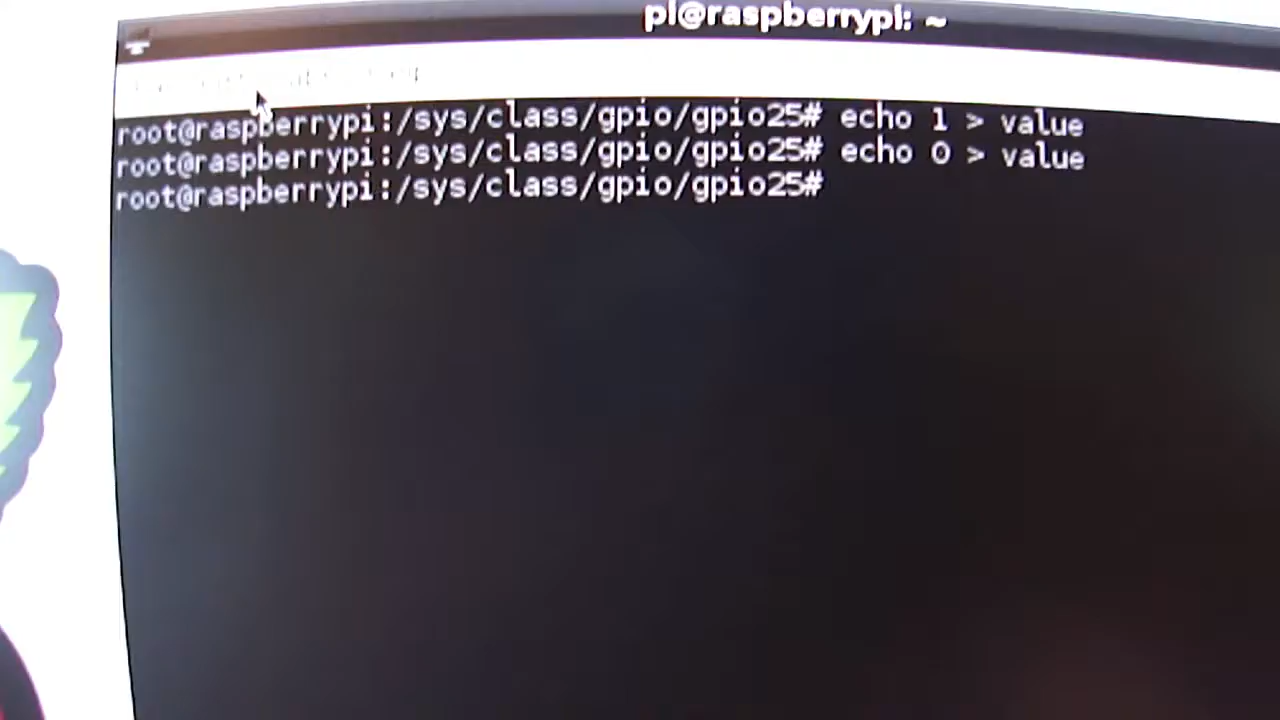 pi@raspberrypi: ~
root@raspberrypi:/sys/class/gpio/gpio25# echo 1 > value
root@raspberrypi:/sys/class/gpio/gpio25# echo 0 > value
root@raspberrypi:/sys/class/gpio/gpio25#